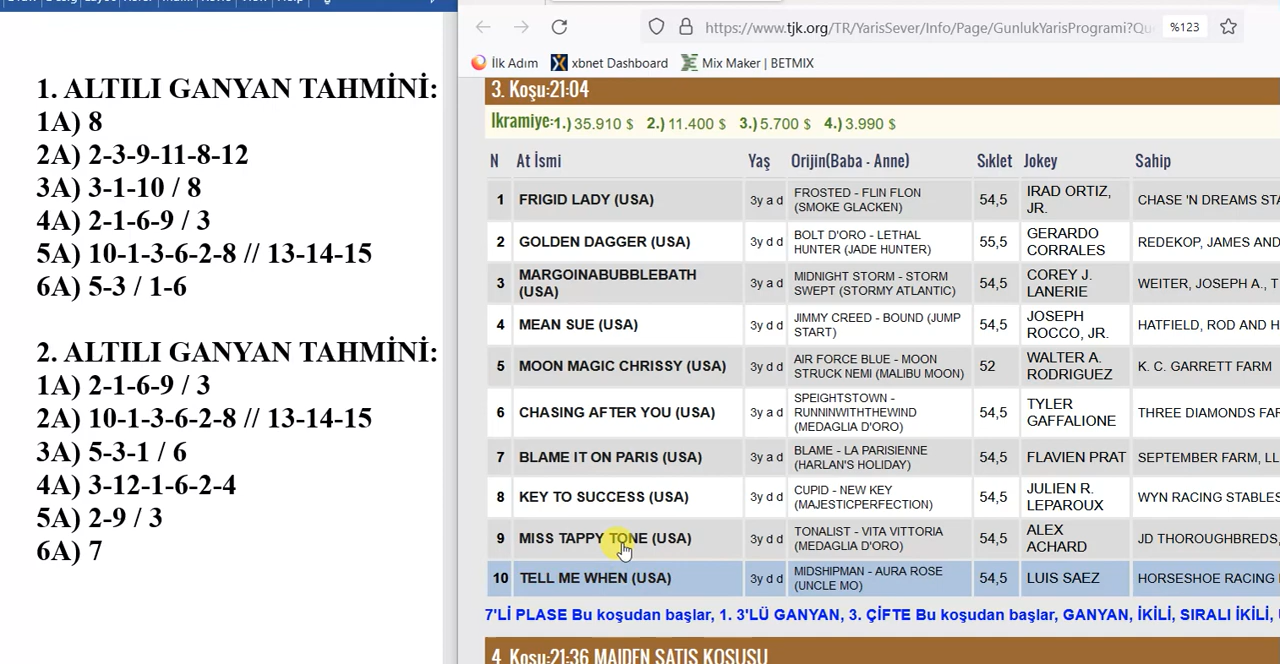 1. ALTILI GANYAN TAHMİNİ:
1A) 8
2A) 2-3-9-11-8-12
3A) 3-1-10 / 8
4A) 2-1-6-9 / 3
5A) 10-1-3-6-2-8 // 13-14-15
6A) 5-3 / 1-6
2. ALTILI GANYAN TAHMİNİ:
1A) 2-1-6-9 / 3
2A) 10-1-3-6-2-8 // 13-14-15
3A) 5-3-1 / 6
4A) 3-12-1-6-2-4
5A) 2-9 / 3
6A) 7
https://www.tjk.org/TR/YarisSever/Info/Page/GunlukYarisProgrami?Qu
%123
İlk Adım xbnet Dashboard Mix Maker | BETMIX
3. Koşu:21:04
Ikramiye:1.) 35.910 $ 2.) 11.400 $ 3.) 5.700 $ 4.) 3.990 $
N At İsmi Yaş Orijin(Baba - Anne) Sıklet Jokey Sahip
1 FRIGID LADY (USA) 3y a d FROSTED - FLIN FLON (SMOKE GLACKEN) 54,5 IRAD ORTIZ, JR. CHASE 'N DREAMS STA
2 GOLDEN DAGGER (USA) 3y d d BOLT D'ORO - LETHAL HUNTER (JADE HUNTER) 55,5 GERARDO CORRALES REDEKOP, JAMES AND
3 MARGOINABUBBLEBATH (USA) 3y a d MIDNIGHT STORM - STORM SWEPT (STORMY ATLANTIC) 54,5 COREY J. LANERIE WEITER, JOSEPH A., T
4 MEAN SUE (USA) 3y d d JIMMY CREED - BOUND (JUMP START) 54,5 JOSEPH ROCCO, JR. HATFIELD, ROD AND H
5 MOON MAGIC CHRISSY (USA) 3y d d AIR FORCE BLUE - MOON STRUCK NEMI (MALIBU MOON) 52 WALTER A. RODRIGUEZ K. C. GARRETT FARM
6 CHASING AFTER YOU (USA) 3y d d SPEIGHTSTOWN - RUNNINWITHTHEWIND (MEDAGLIA D'ORO) 54,5 TYLER GAFFALIONE THREE DIAMONDS FAR
7 BLAME IT ON PARIS (USA) 3y a d BLAME - LA PARISIENNE (HARLAN'S HOLIDAY) 54,5 FLAVIEN PRAT SEPTEMBER FARM, LL
8 KEY TO SUCCESS (USA) 3y d d CUPID - NEW KEY (MAJESTICPERFECTION) 54,5 JULIEN R. LEPAROUX WYN RACING STABLES
9 MISS TAPPY TONE (USA) 3y d d TONALIST - VITA VITTORIA (MEDAGLIA D'ORO) 54,5 ALEX ACHARD JD THOROUGHBREDS,
10 TELL ME WHEN (USA) 3y d d MIDSHIPMAN - AURA ROSE (UNCLE MO) 54,5 LUIS SAEZ HORSESHOE RACING
7'Lİ PLASE Bu koşudan başlar, 1. 3'LÜ GANYAN, 3. ÇİFTE Bu koşudan başlar, GANYAN, İKİLİ, SIRALI İKİLİ,
4. Koşu:21:36 MAIDEN SATIŞ KOŞUSU